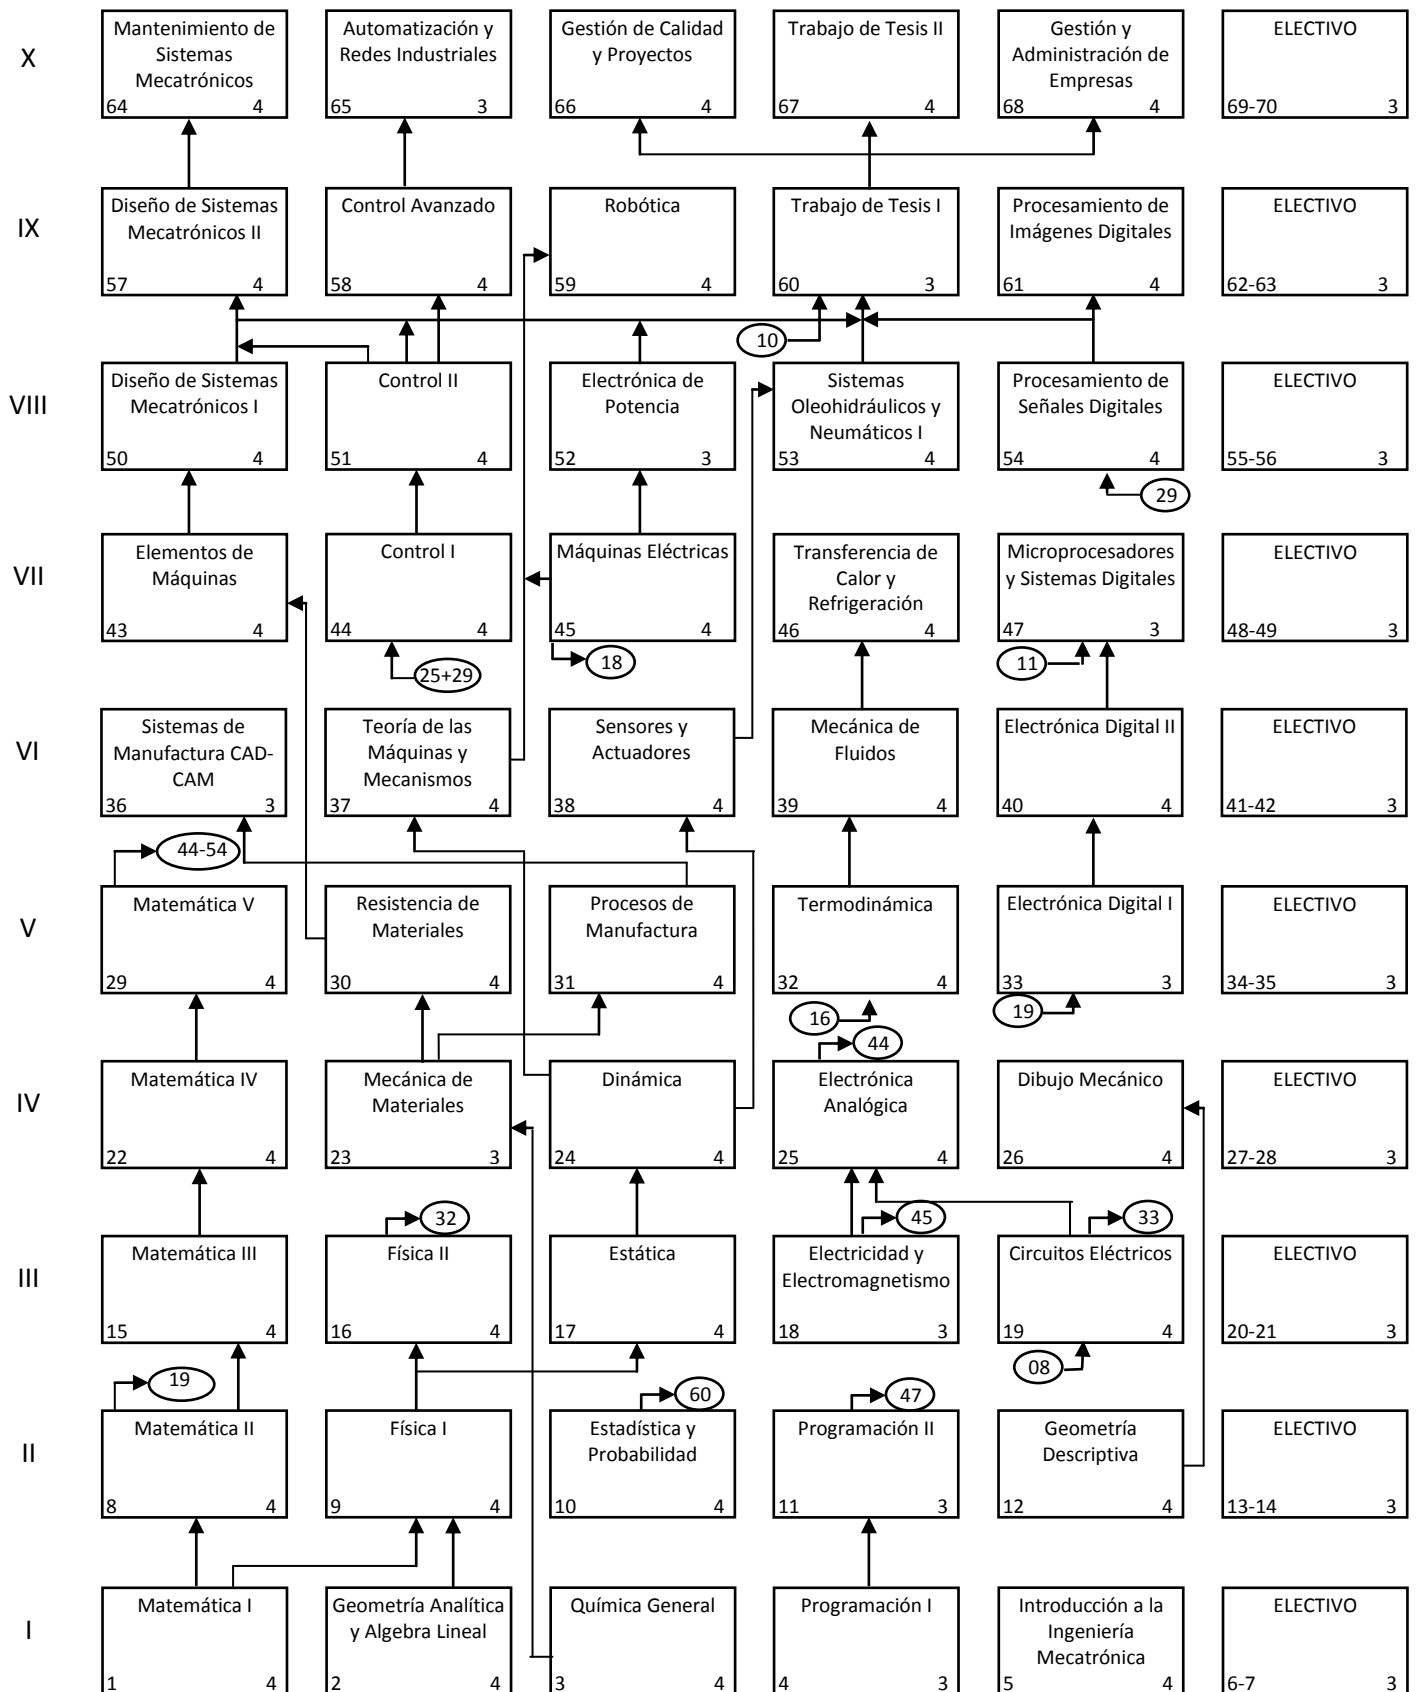 X
Mantenimiento de
Sistemas
Mecatrónicos
64 4
Automatización y
Redes Industriales
65 3
Gestión de Calidad
y Proyectos
66 4
Trabajo de Tesis II
67 4
Gestión y
Administración de
Empresas
68 4
ELECTIVO
69-70 3
IX
Diseño de Sistemas
Mecatrónicos II
57 4
Control Avanzado
58 4
Robótica
59 4
Trabajo de Tesis I
60 3
Procesamiento de
Imágenes Digitales
61 4
ELECTIVO
62-63 3
10
VIII
Diseño de Sistemas
Mecatrónicos I
50 4
Control II
51 4
Electrónica de
Potencia
52 3
Sistemas
Oleohidráulicos y
Neumáticos I
53 4
Procesamiento de
Señales Digitales
54 4
ELECTIVO
55-56 3
29
VII
Elementos de
Máquinas
43 4
Control I
44 4
Máquinas Eléctricas
45 4
Transferencia de
Calor y
Refrigeración
46 4
Microprocesadores
y Sistemas Digitales
47 3
ELECTIVO
48-49 3
25+29
18
11
VI
Sistemas de
Manufactura CAD-
CAM
36 3
Teoría de las
Máquinas y
Mecanismos
37 4
Sensores y
Actuadores
38 4
Mecánica de
Fluidos
39 4
Electrónica Digital II
40 4
ELECTIVO
41-42 3
44-54
V
Matemática V
29 4
Resistencia de
Materiales
30 4
Procesos de
Manufactura
31 4
Termodinámica
32 4
Electrónica Digital I
33 3
ELECTIVO
34-35 3
16
19
44
IV
Matemática IV
22 4
Mecánica de
Materiales
23 3
Dinámica
24 4
Electrónica
Analógica
25 4
Dibujo Mecánico
26 4
ELECTIVO
27-28 3
32
45
33
III
Matemática III
15 4
Física II
16 4
Estática
17 4
Electricidad y
Electromagnetismo
18 3
Circuitos Eléctricos
19 4
ELECTIVO
20-21 3
19
60
47
08
II
Matemática II
8 4
Física I
9 4
Estadística y
Probabilidad
10 4
Programación II
11 3
Geometría
Descriptiva
12 4
ELECTIVO
13-14 3
I
Matemática I
1 4
Geometría Analítica
y Algebra Lineal
2 4
Química General
3 4
Programación I
4 3
Introducción a la
Ingeniería
Mecatrónica
5 4
ELECTIVO
6-7 3